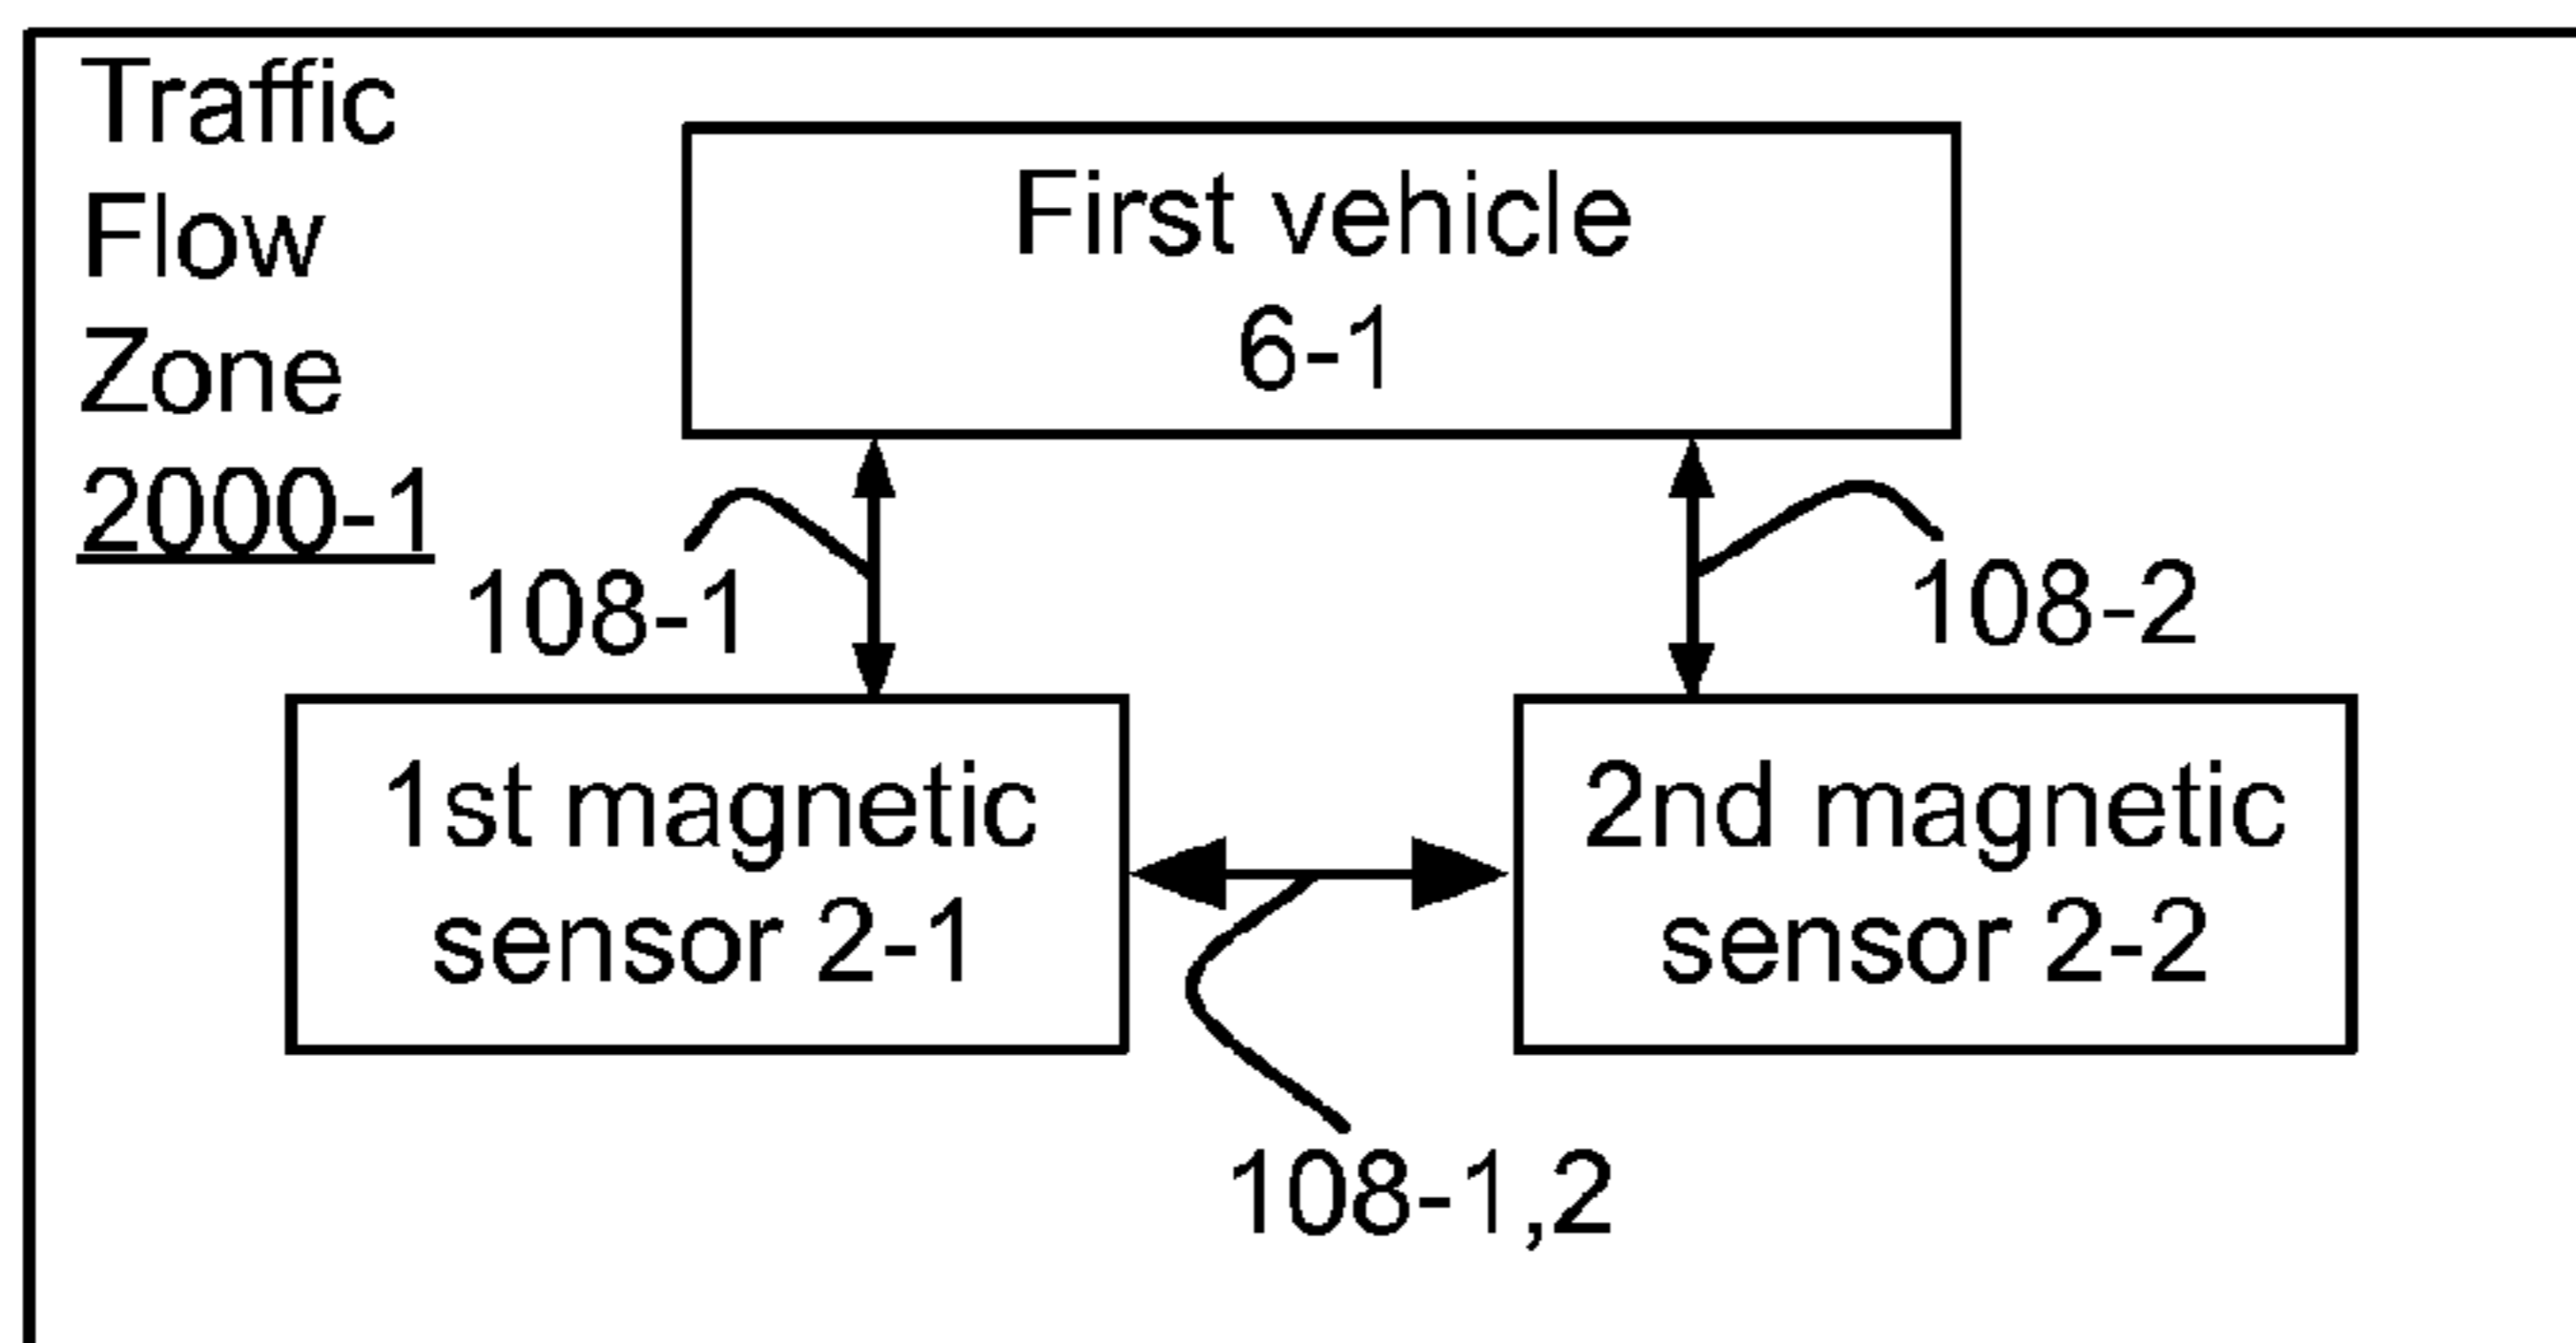 Traffic
Flow
Zone
2000-1
First vehicle
6-1
108-1
108-2
1st magnetic
sensor 2-1
2nd magnetic
sensor 2-2
108-1,2